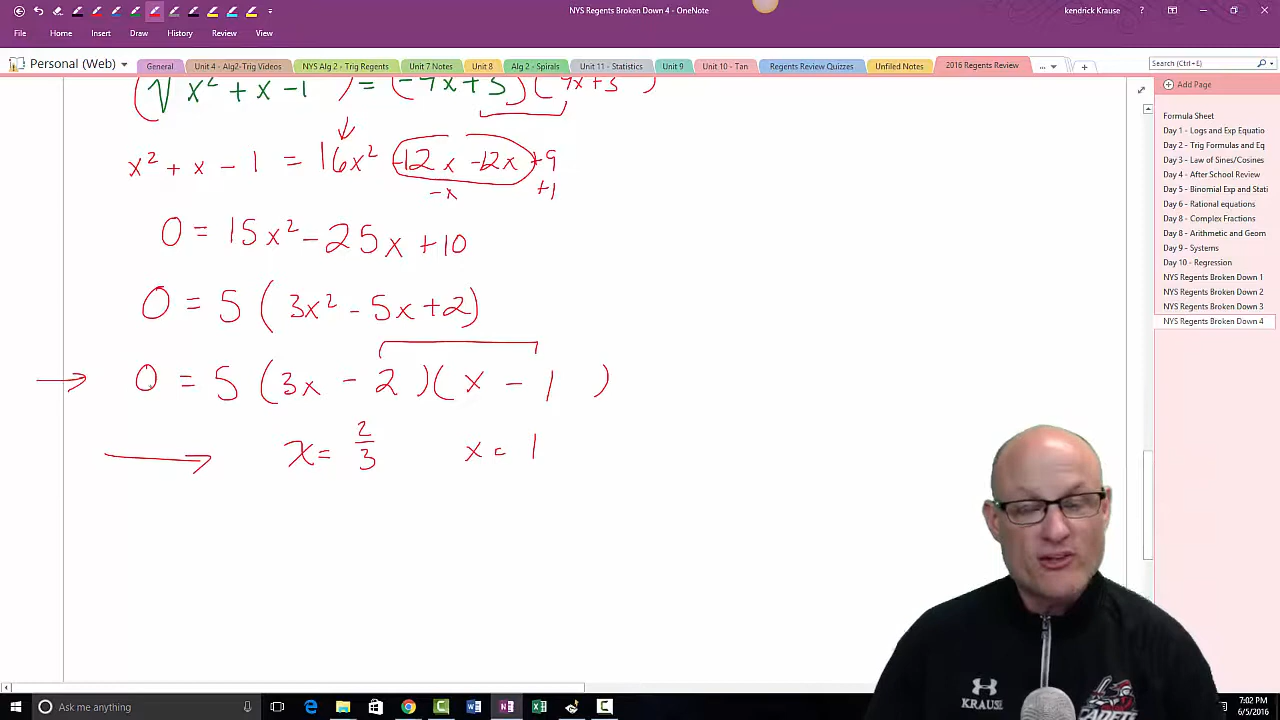 NYS Regents Broken Down 4 - OneNote
kendrick Krause ?
File Home Insert Draw History Review View
Personal (Web) General Unit 4 - Alg2-Trig Videos NYS Alg 2 - Trig Regents Unit 7 Notes Unit 8 Alg 2 - Spirals Unit 11 - Statistics Unit 9 Unit 10 - Tan Regents Review Quizzes Unfiled Notes 2016 Regents Review ... Search (Ctrl+E)
Add Page
Formula Sheet
Day 1 - Logs and Exp Equatio
Day 2 - Trig Formulas and Eq
Day 3 - Law of Sines/Cosines
Day 4 - After School Review
Day 5 - Binomial Exp and Stati
Day 6 - Rational equations
Day 8 - Complex Fractions
Day 8 - Arithmetic and Geom
Day 9 - Systems
Day 10 - Regression
NYS Regents Broken Down 1
NYS Regents Broken Down 2
NYS Regents Broken Down 3
NYS Regents Broken Down 4
x² + x - 1 = 16x² -12x -12x +9
-x +1
0 = 15x² - 25x + 10
0 = 5 ( 3x² - 5x + 2 )
→ 0 = 5 ( 3x - 2 ) ( x - 1 )
→ x = 2/3 x = 1
KRAUSE
CADETS
Ask me anything
7:02 PM
6/5/2016